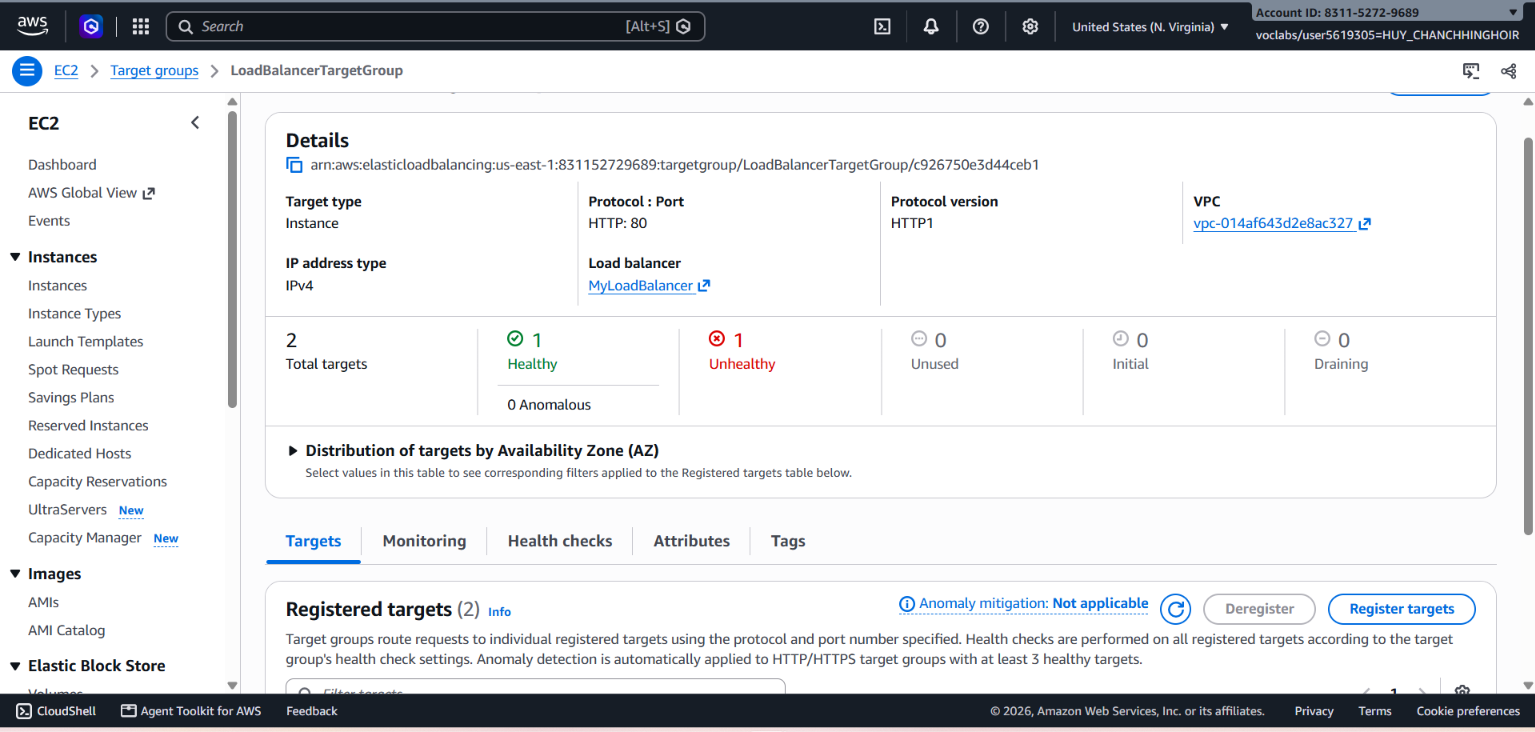 aws
Search [Alt+S]
United States (N. Virginia)
Account ID: 8311-5272-9689
voclabs/user5619305=HUY_CHANCHHINGHOIR
EC2 > Target groups > LoadBalancerTargetGroup
EC2
Dashboard
AWS Global View
Events
Instances
Instances
Instance Types
Launch Templates
Spot Requests
Savings Plans
Reserved Instances
Dedicated Hosts
Capacity Reservations
UltraServers New
Capacity Manager New
Images
AMIs
AMI Catalog
Elastic Block Store
Volumes
Details
arn:aws:elasticloadbalancing:us-east-1:831152729689:targetgroup/LoadBalancerTargetGroup/c926750e3d44ceb1
Target type
Instance
Protocol : Port
HTTP: 80
Protocol version
HTTP1
VPC
vpc-014af643d2e8ac327
IP address type
IPv4
Load balancer
MyLoadBalancer
2
Total targets
1
Healthy
0 Anomalous
1
Unhealthy
0
Unused
0
Initial
0
Draining
Distribution of targets by Availability Zone (AZ)
Select values in this table to see corresponding filters applied to the Registered targets table below.
Targets
Monitoring
Health checks
Attributes
Tags
Registered targets (2) Info
Anomaly mitigation: Not applicable
Deregister
Register targets
Target groups route requests to individual registered targets using the protocol and port number specified. Health checks are performed on all registered targets according to the target
group's health check settings. Anomaly detection is automatically applied to HTTP/HTTPS target groups with at least 3 healthy targets.
Filter targets
1
CloudShell
Agent Toolkit for AWS
Feedback
© 2026, Amazon Web Services, Inc. or its affiliates.
Privacy
Terms
Cookie preferences